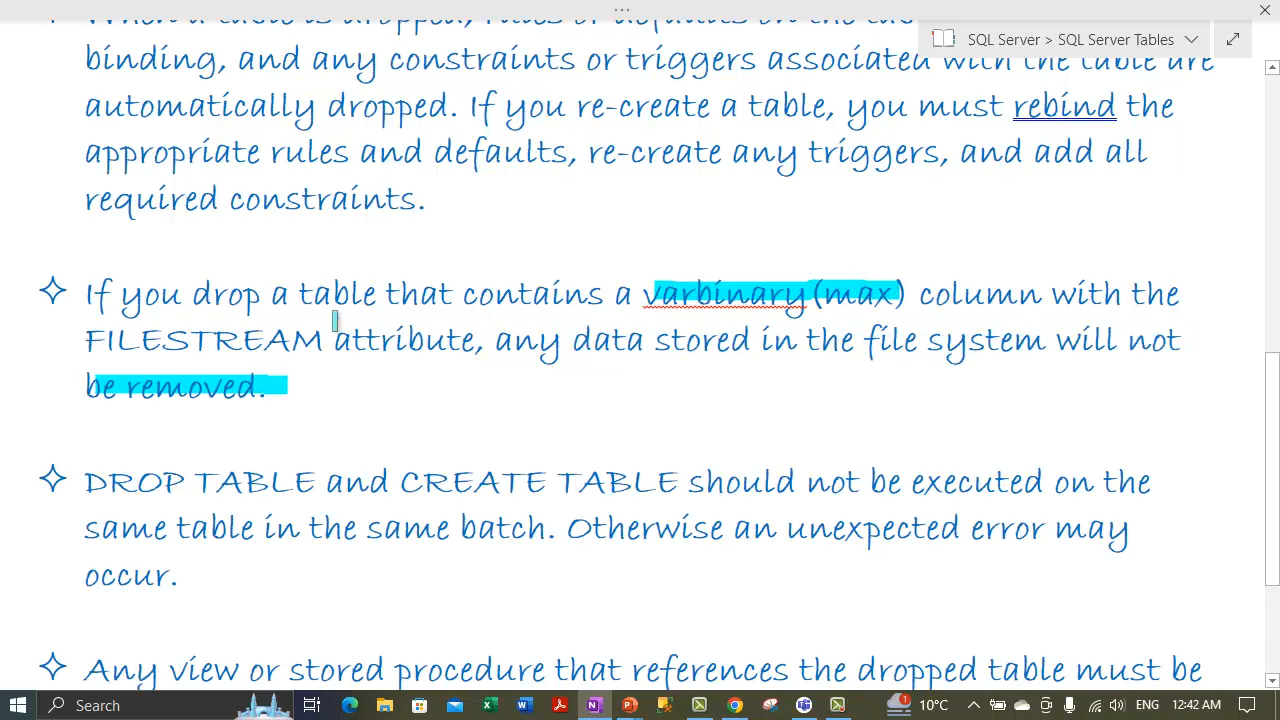 SQL Server > SQL Server Tables
binding, and any constraints or triggers associated with the table are
automatically dropped. If you re-create a table, you must rebind the
appropriate rules and defaults, re-create any triggers, and add all
required constraints.
If you drop a table that contains a varbinary(max) column with the
FILESTREAM attribute, any data stored in the file system will not
be removed.
DROP TABLE and CREATE TABLE should not be executed on the
same table in the same batch. Otherwise an unexpected error may
occur.
Any view or stored procedure that references the dropped table must be
Search
1
10°C
ENG
12:42 AM